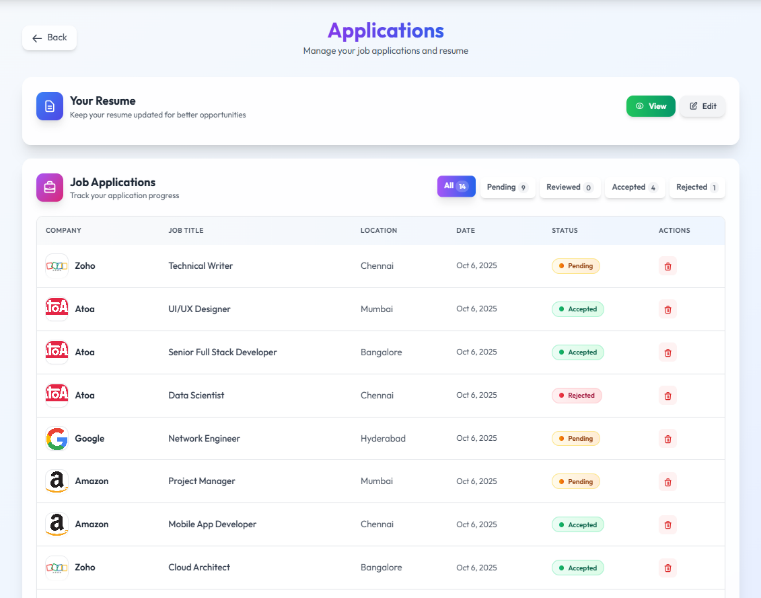 Back
Applications
Manage your job applications and resume
Your Resume
Keep your resume updated for better opportunities
View
Edit
Job Applications
Track your application progress
All 14
Pending 9
Reviewed 0
Accepted 4
Rejected 1
COMPANY JOB TITLE LOCATION DATE STATUS ACTIONS
Zoho Technical Writer Chennai Oct 6, 2025 Pending
Atoa UI/UX Designer Mumbai Oct 6, 2025 Accepted
Atoa Senior Full Stack Developer Bangalore Oct 6, 2025 Accepted
Atoa Data Scientist Chennai Oct 6, 2025 Rejected
Google Network Engineer Hyderabad Oct 6, 2025 Pending
Amazon Project Manager Mumbai Oct 6, 2025 Pending
Amazon Mobile App Developer Chennai Oct 6, 2025 Accepted
Zoho Cloud Architect Bangalore Oct 6, 2025 Accepted